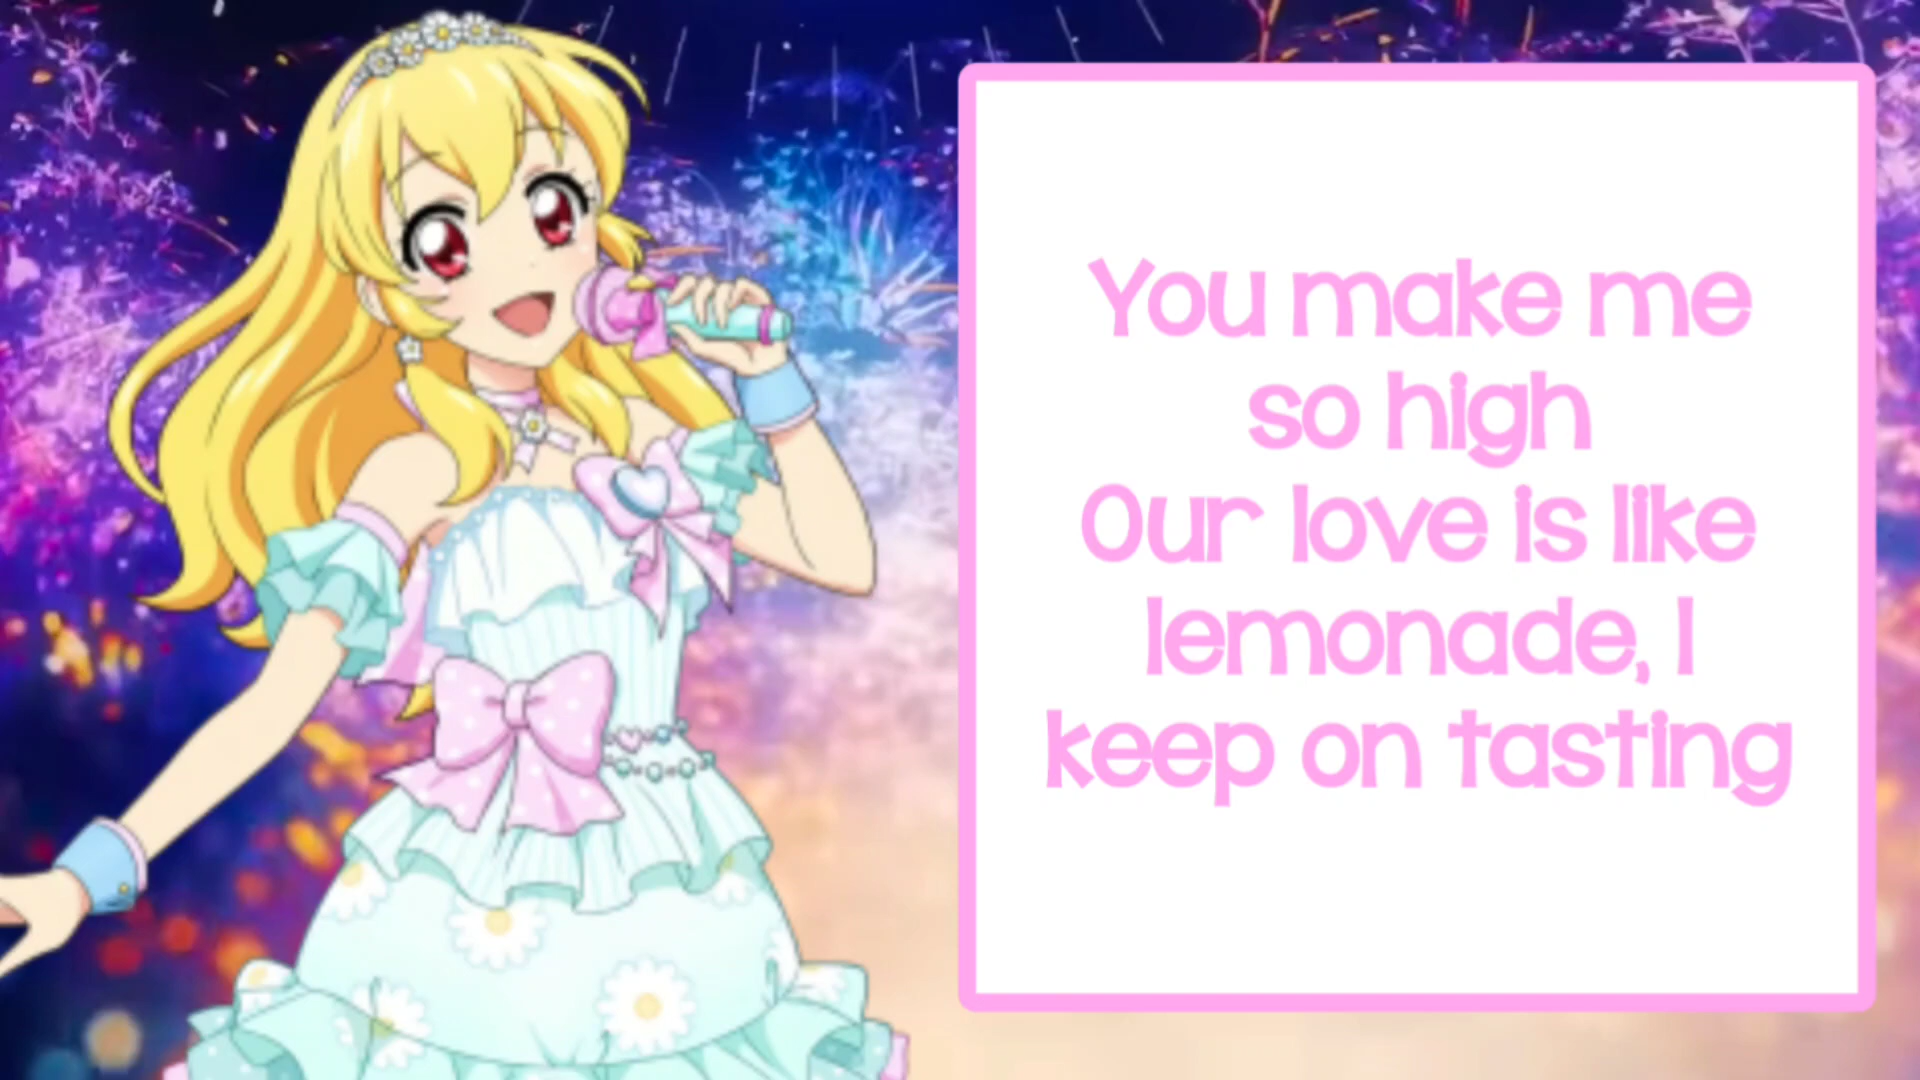 You make me
so high
Our love is like
lemonade, I
keep on tasting